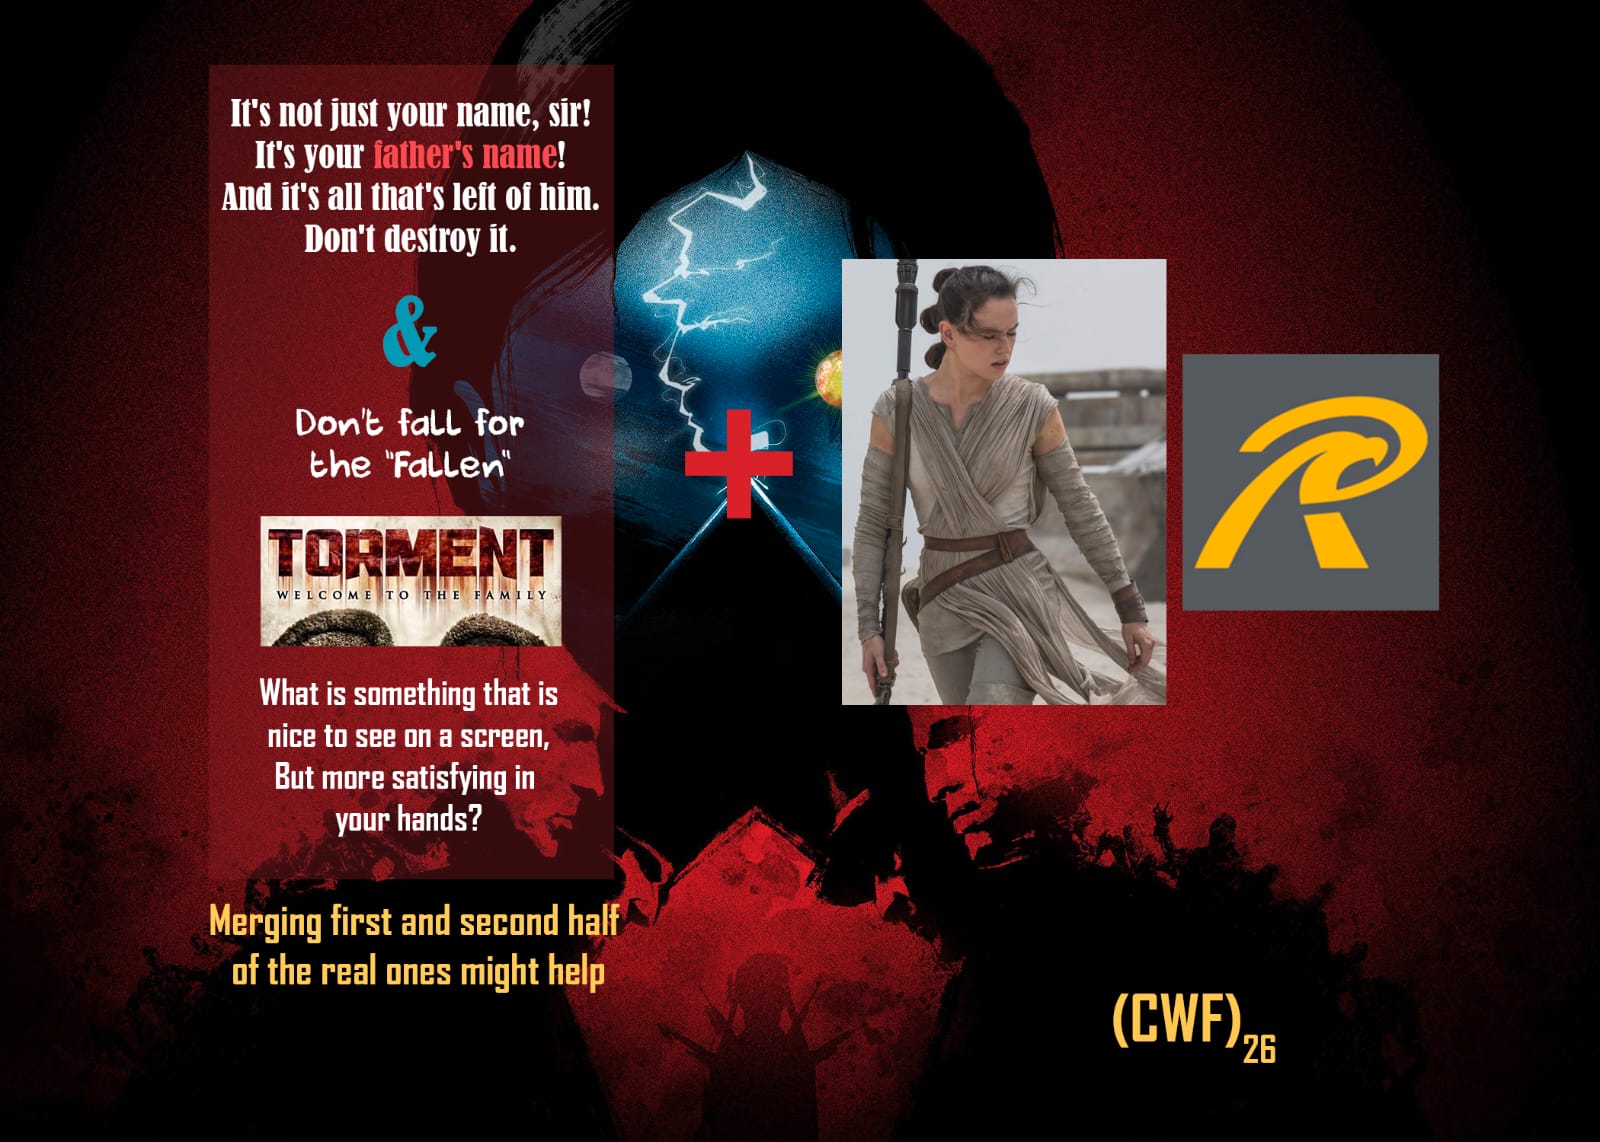 It's not just your name, sir!
It's your father's name!
And it's all that's left of him.
Don't destroy it.
&
Don't fall for
the "Fallen"
TORMENT
WELCOME TO THE FAMILY
What is something that is
nice to see on a screen,
But more satisfying in
your hands?
+
Merging first and second half
of the real ones might help
(CWF)26